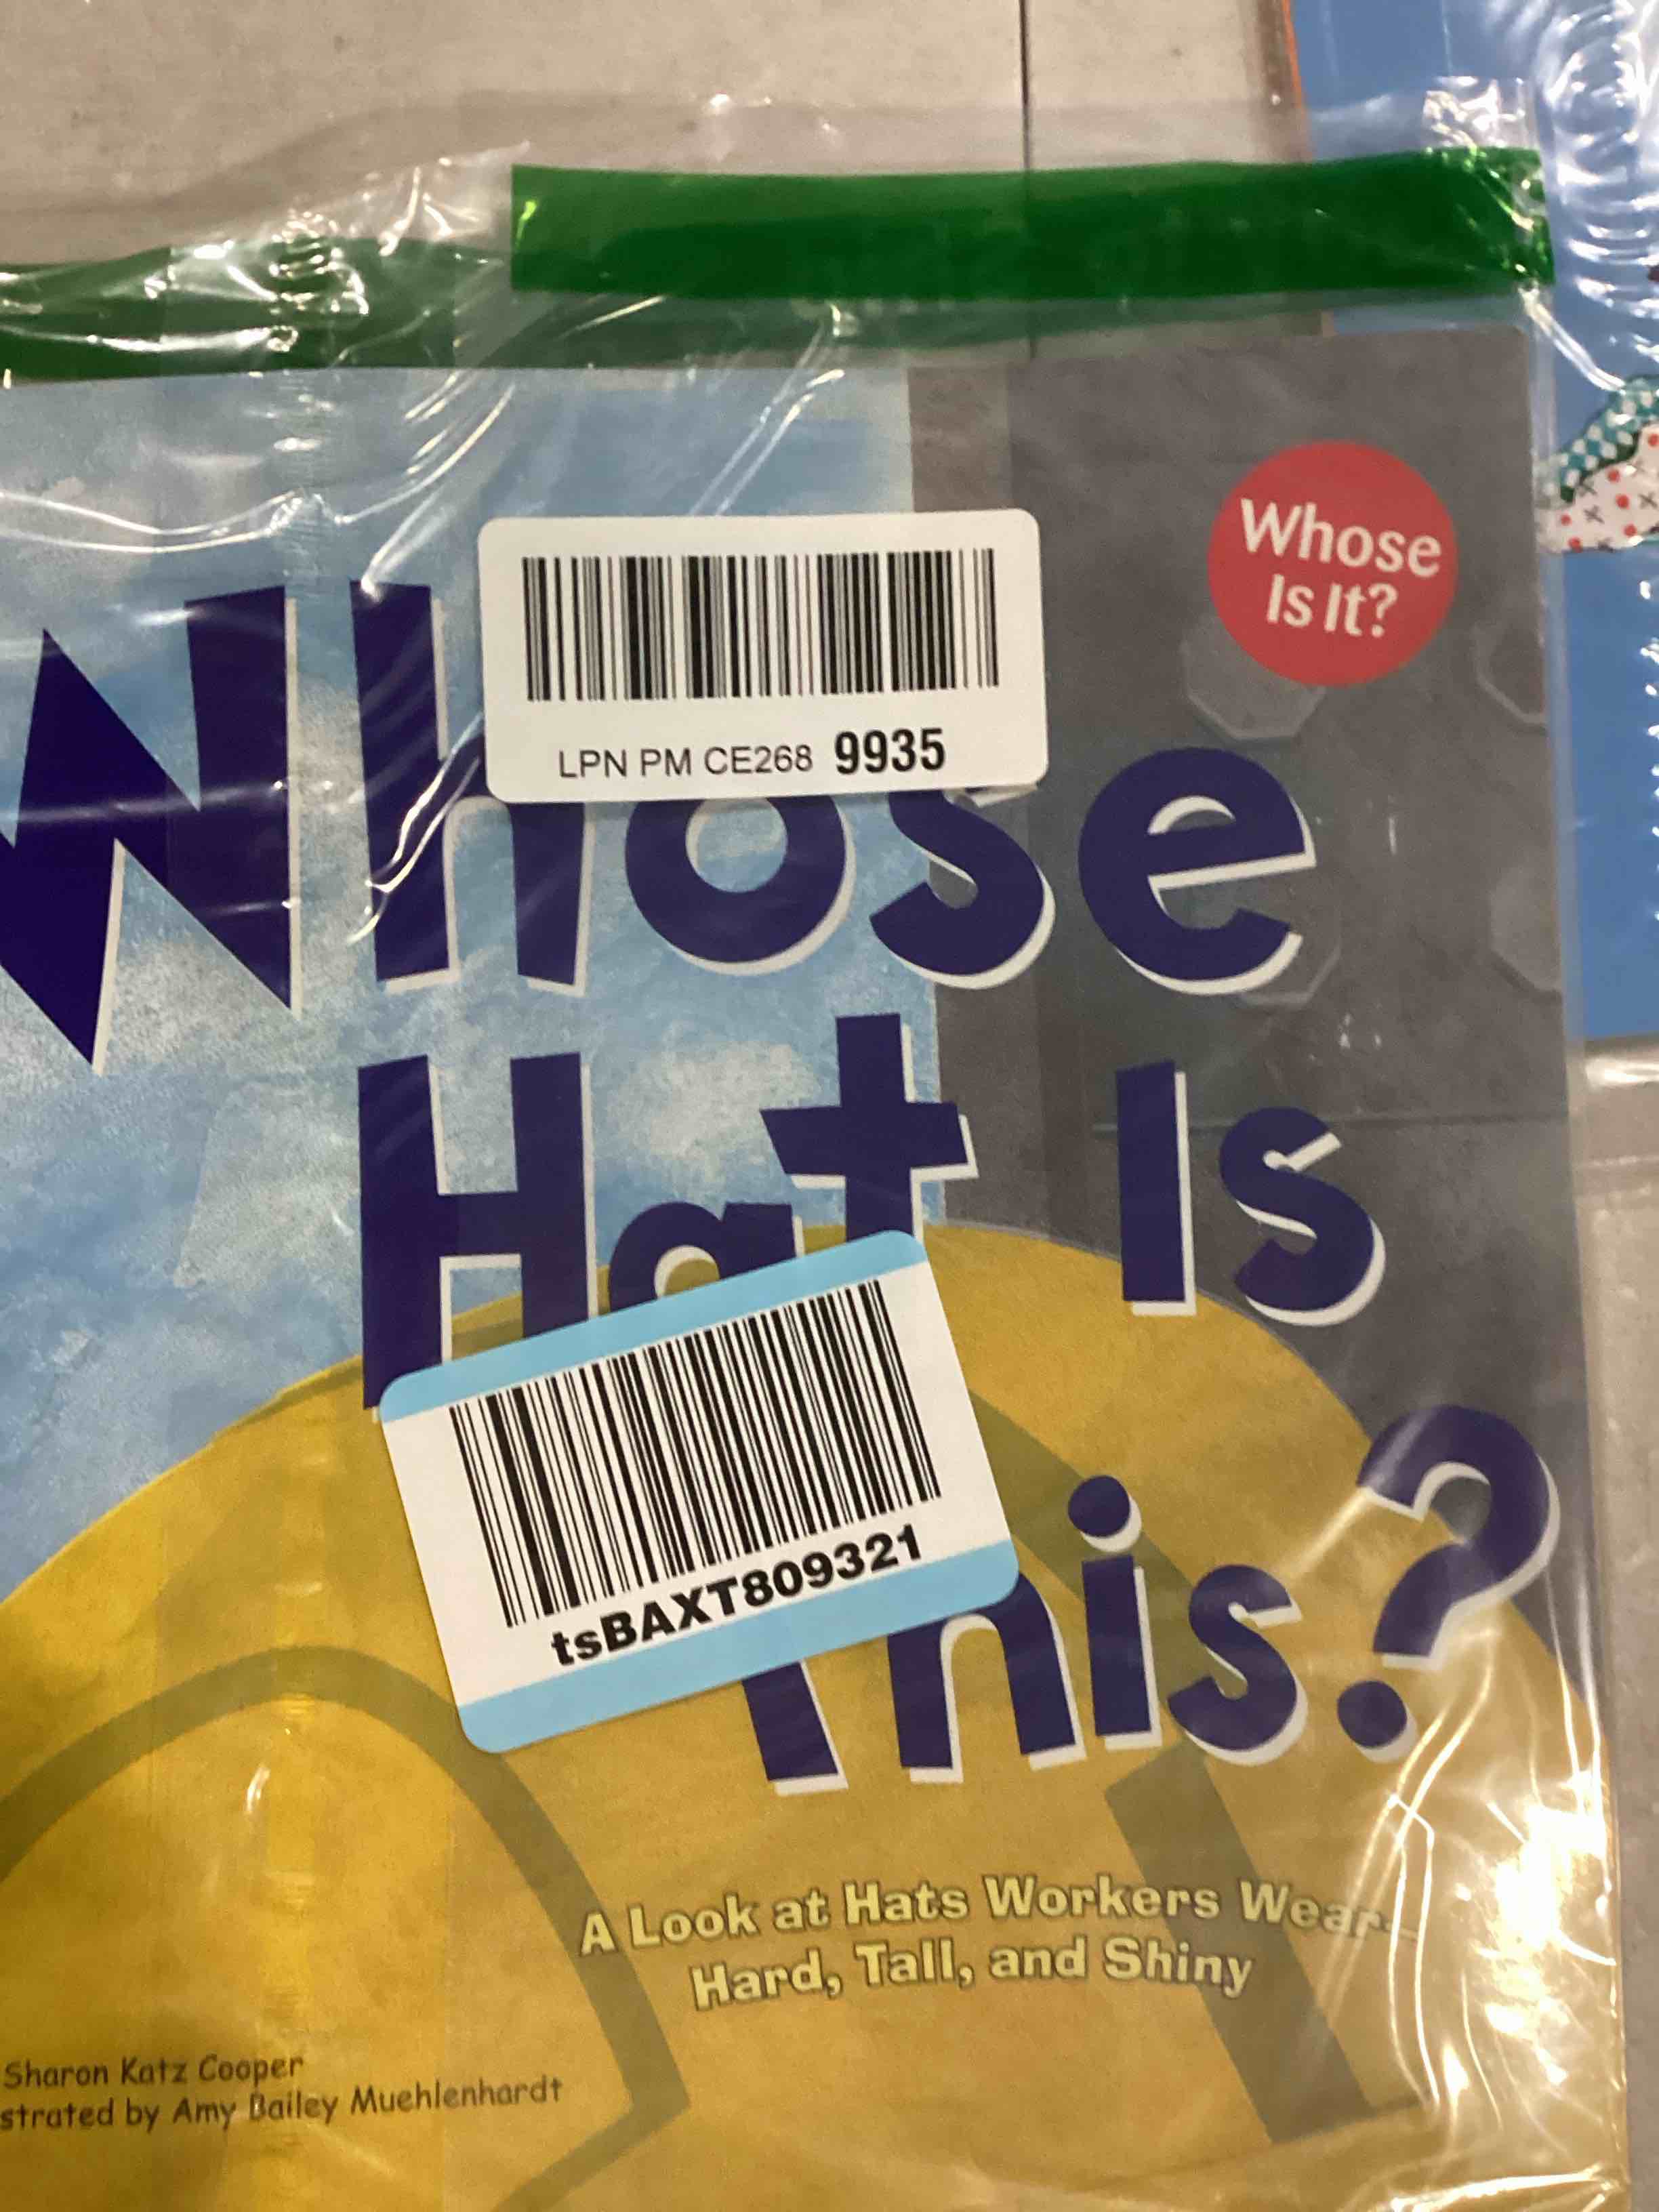 Whose
Is It?
LPN PM CE268 9935
Whose
Hat Is
This?
tsBAXT809321
A Look at Hats Workers Wear—
Hard, Tall, and Shiny
Sharon Katz Cooper
strated by Amy Bailey Muehlenhardt